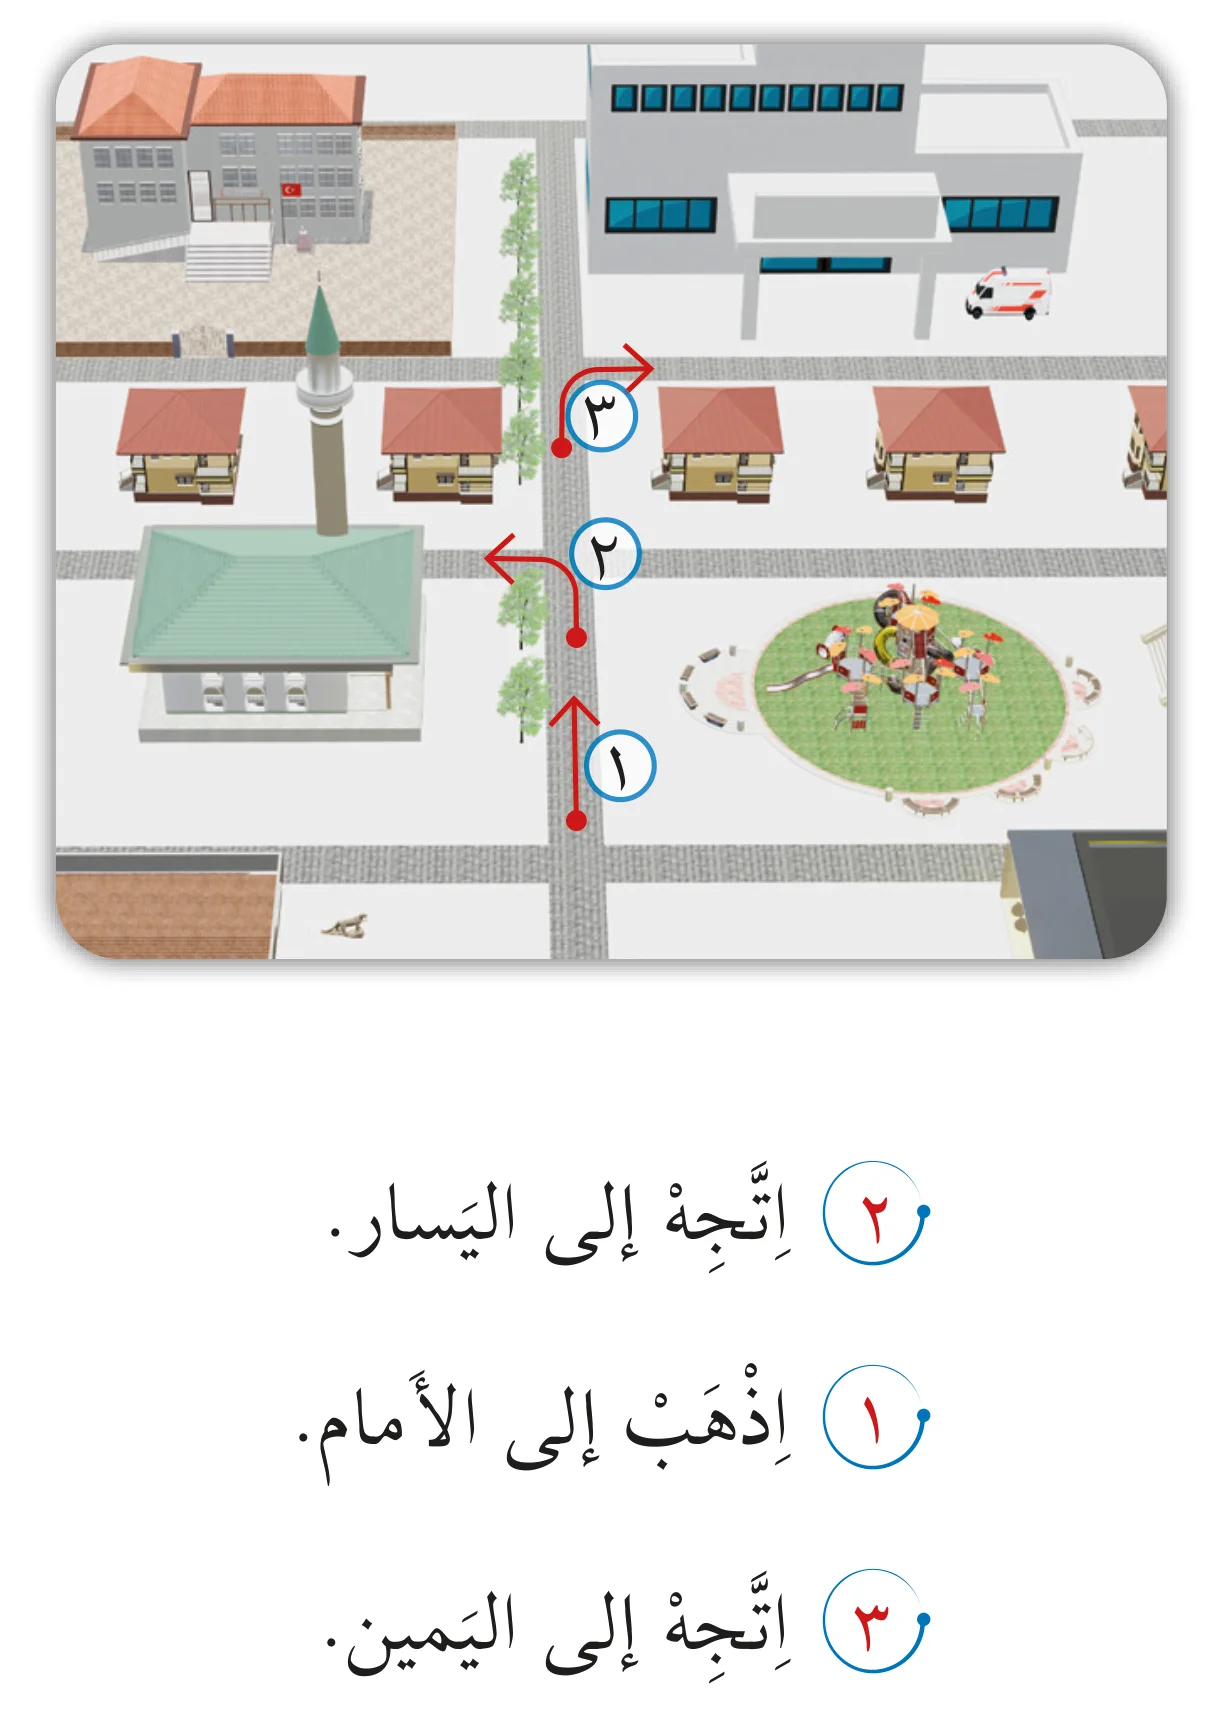 ٣
٢
١
٢ اِتَّجِهْ إلى اليَسار.
١ اِذْهَبْ إلى الأَمام.
٣ اِتَّجِهْ إلى اليَمين.